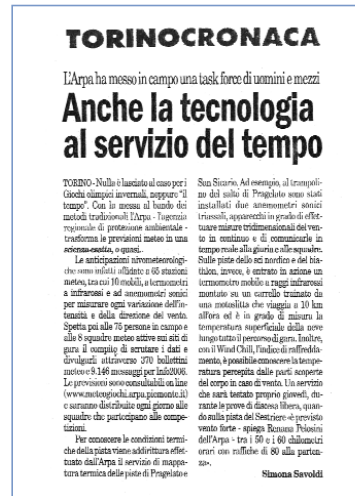 TORINOCRONACA
L'Arpa ha messo in campo una task force di uomini e mezzi
Anche la tecnologia
al servizio del tempo
TORINO - Nulla è lasciato al caso per i
Giochi olimpici invernali, neppure "il
tempo". Con la messa al bando dei
metodi tradizionali l'Arpa - l'agenzia
regionale di protezione ambientale -
trasforma le previsioni meteo in una
scienza esatta, o quasi.
Le anticipazioni nivometeorologi-
che sono infatti affidate a 65 stazioni
meteo, tra cui 10 mobili, a termometri
a infrarossi e ad anemometri sonici
per misurare ogni variazione dell'in-
tensità e della direzione del vento.
Spetta poi alle 75 persone in campo e
alle 8 squadre meteo attive sui siti di
gara il compito di scrutare i dati e
divulgarli attraverso 370 bollettini
meteo e 9.146 messaggi per Info2006.
Le previsioni sono consultabili on line
(www.meteogiochi.arpa.piemonte.it)
e saranno distribuite ogni giorno alle
squadre che partecipano alle compe-
tizioni.
Per conoscere le condizioni termi-
che della pista viene addirittura effet-
tuato dall'Arpa il servizio di mappa-
tura termica delle piste di Pragelato e
San Sicario. Ad esempio, al trampoli-
no del salto di Pragelato sono stati
installati due anemometri sonici
triassali, apparecchi in grado di effet-
tuare misure tridimensionali del ven-
to in continuo e di comunicarle in
tempo reale alla giuria e alle squadre.
Sulle piste dello sci nordico e del bia-
thlon, invece, è entrato in azione un
termometro mobile a raggi infrarossi
montato su un carrello trainato da
una motoslitta che viaggia a 10 km
all'ora ed è in grado di misura la
temperatura superficiale della neve
lungo tutto il percorso di gara. Inoltre,
con il Wind Chill, l'indice di raffredda-
mento, è possibile conoscere la tempe-
ratura percepita dalle parti scoperte
del corpo in caso di vento. Un servizio
che sarà testato proprio giovedì, du-
rante le prove di discesa libera, quan-
do sulla pista del Sestriere «è previsto
vento forte - spiega Renata Pelosini
dell'Arpa - tra i 50 e i 60 chilometri
orari con raffiche di 80 alla parten-
za».
Simona Savoldi